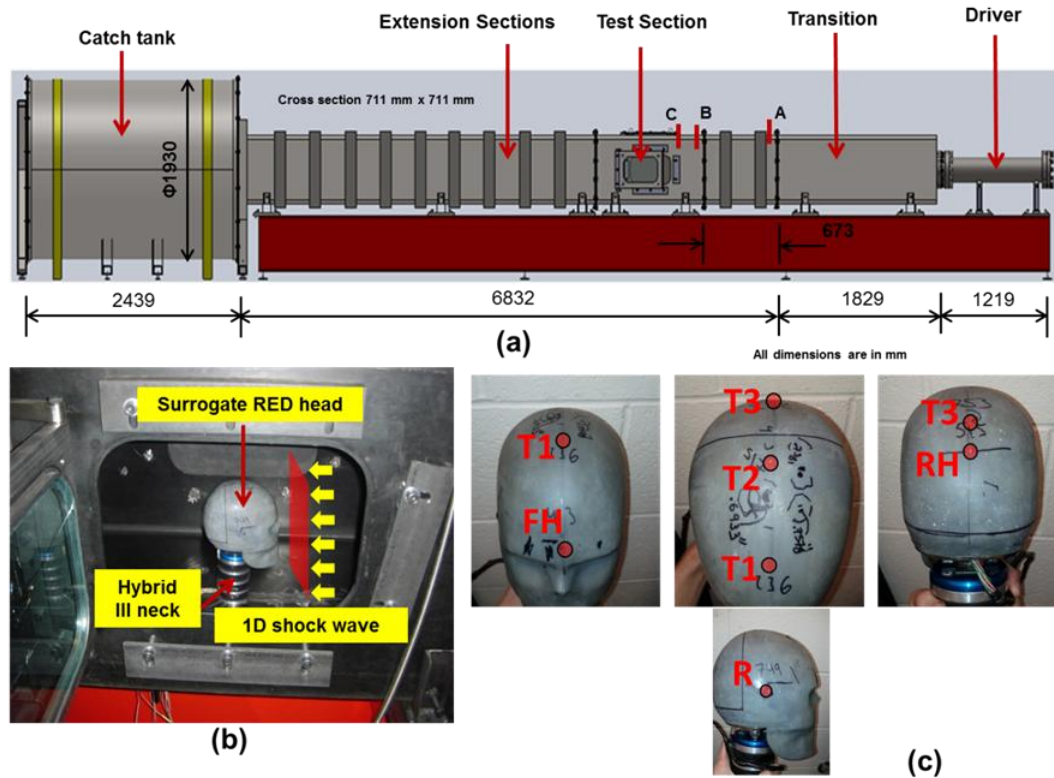 Catch tank
Extension Sections
Test Section
Transition
Driver
Cross section 711 mm x 711 mm
C
B
A
Φ1930
673
2439
6832
1829
1219
(a)
All dimensions are in mm
Surrogate RED head
Hybrid
III neck
1D shock wave
(b)
T1
FH
T3
T2
T1
T3
RH
R
749
(c)